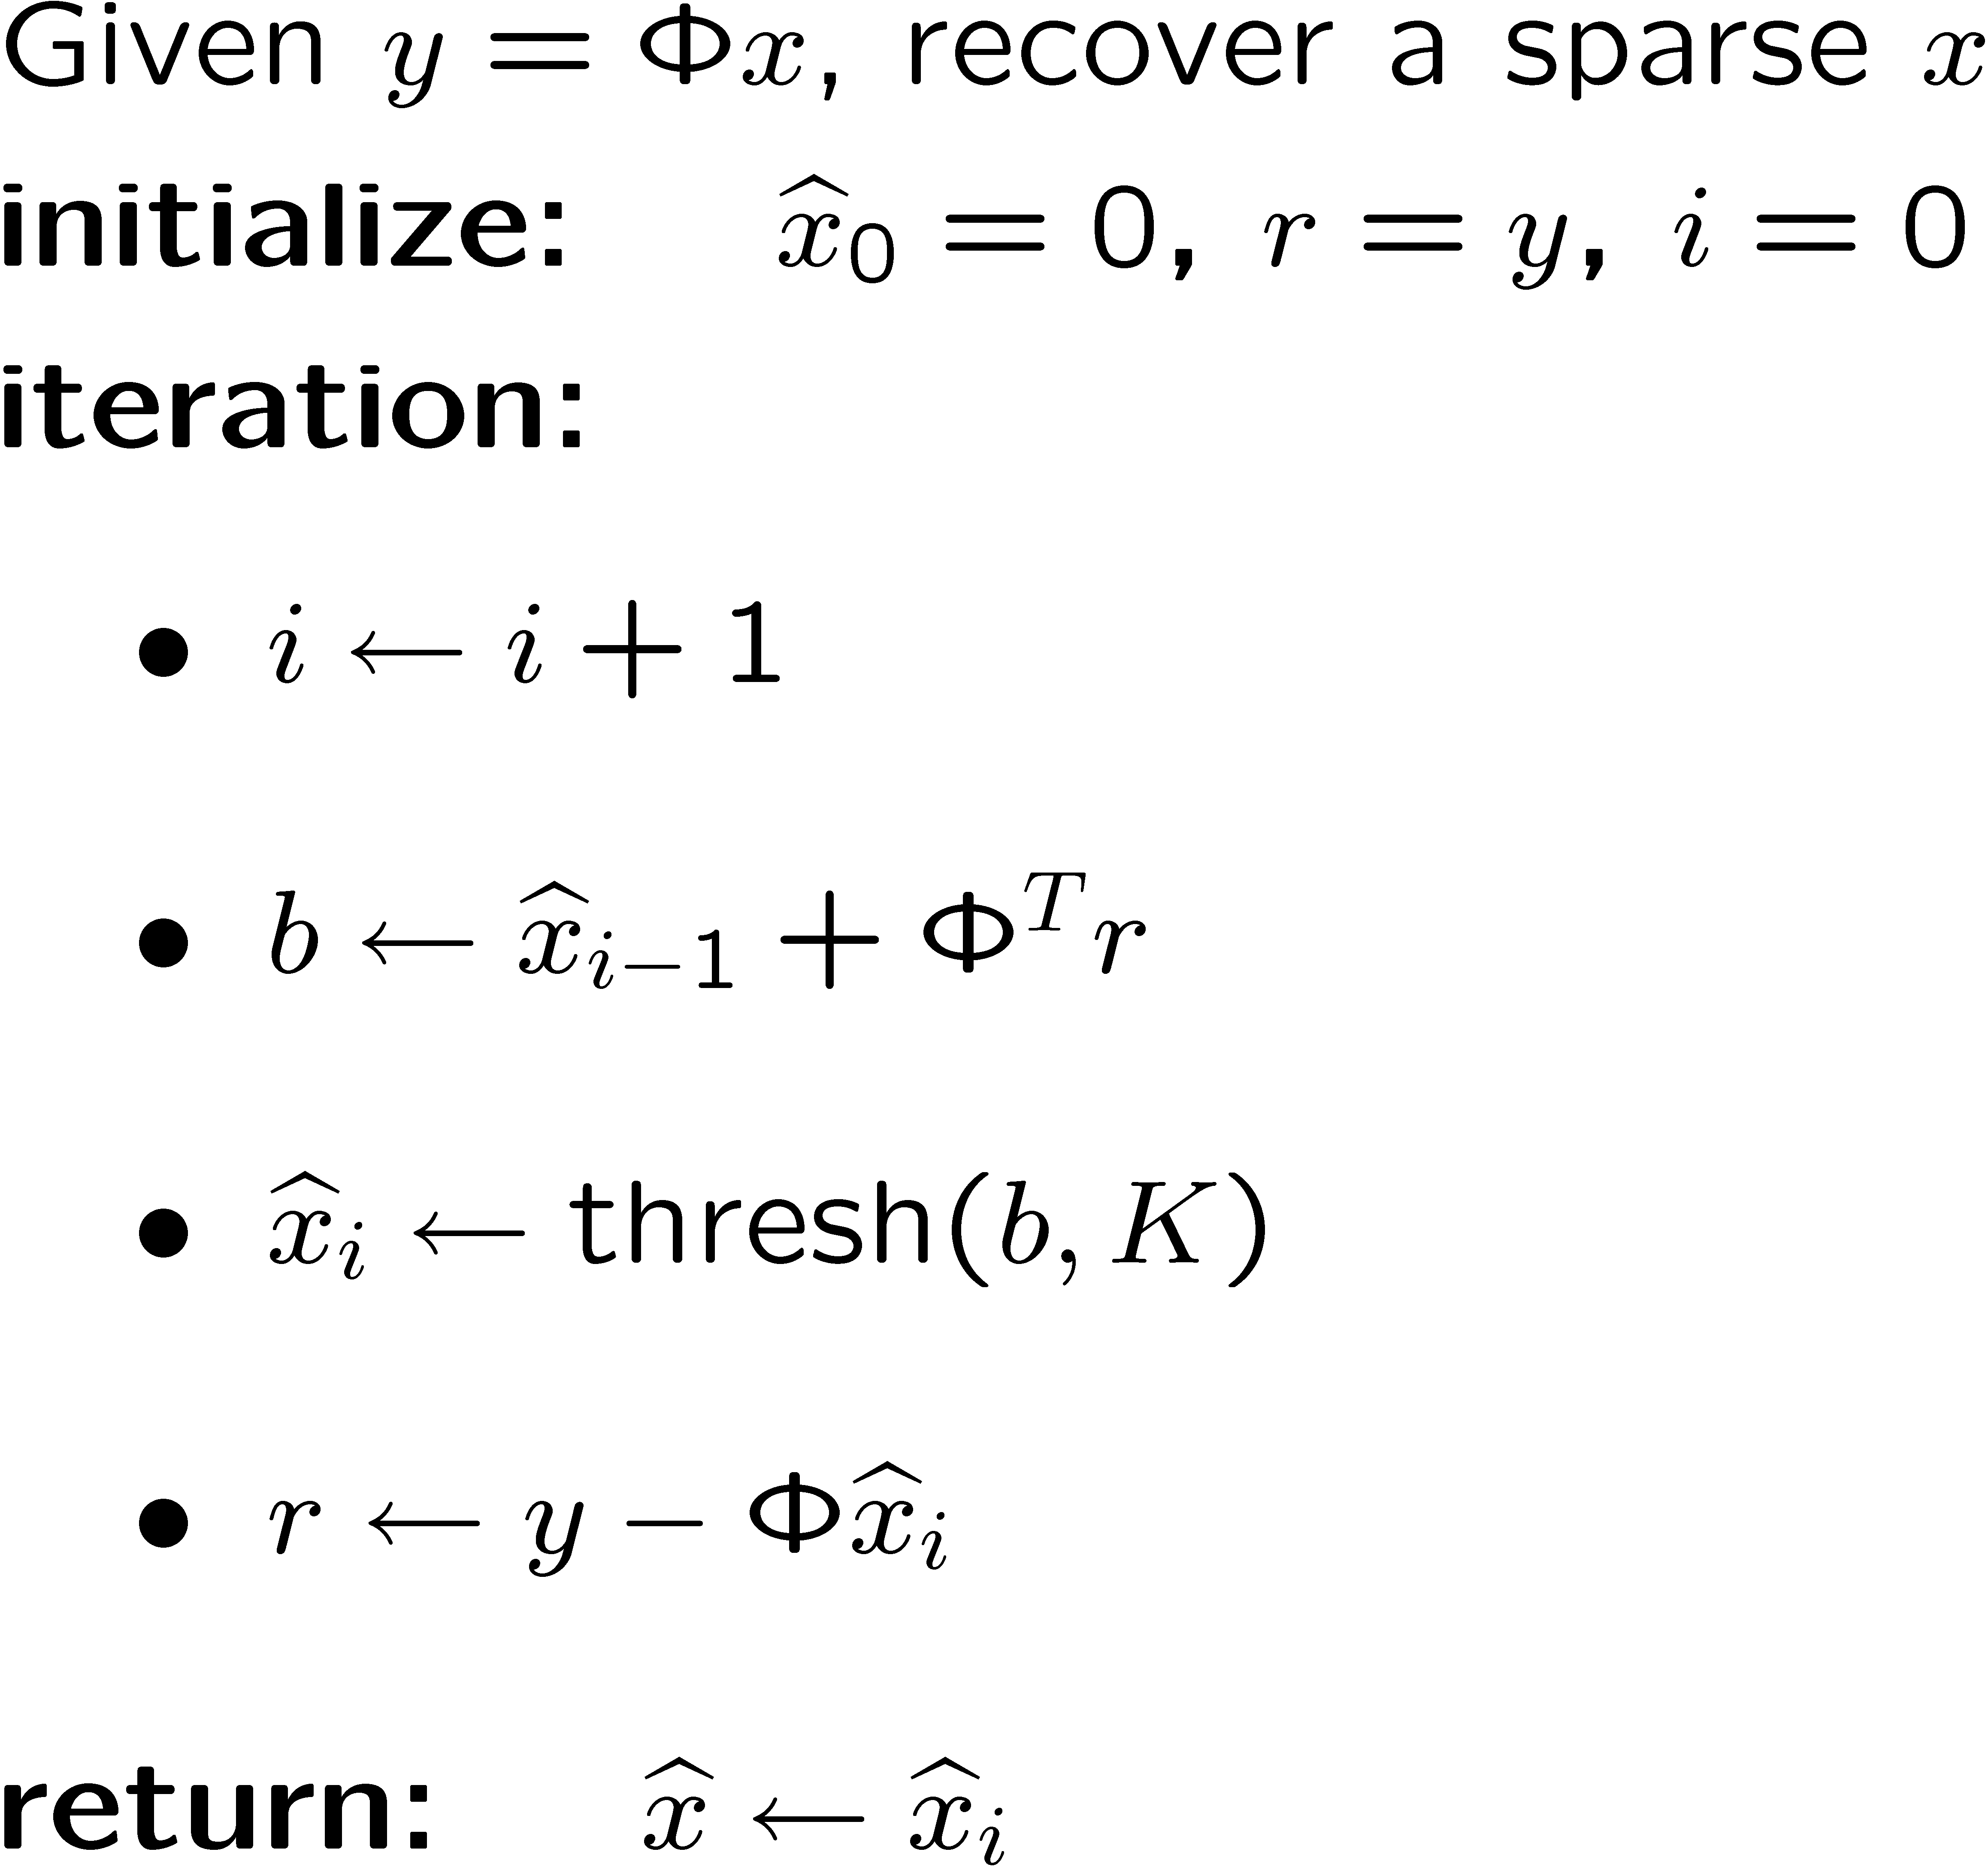 Given y = Φx, recover a sparse x
initialize: x̂₀ = 0, r = y, i = 0
iteration:
• i ← i + 1
• b ← x̂ᵢ₋₁ + Φᵀr
• x̂ᵢ ← thresh(b, K)
• r ← y − Φx̂ᵢ
return: x̂ ← x̂ᵢ